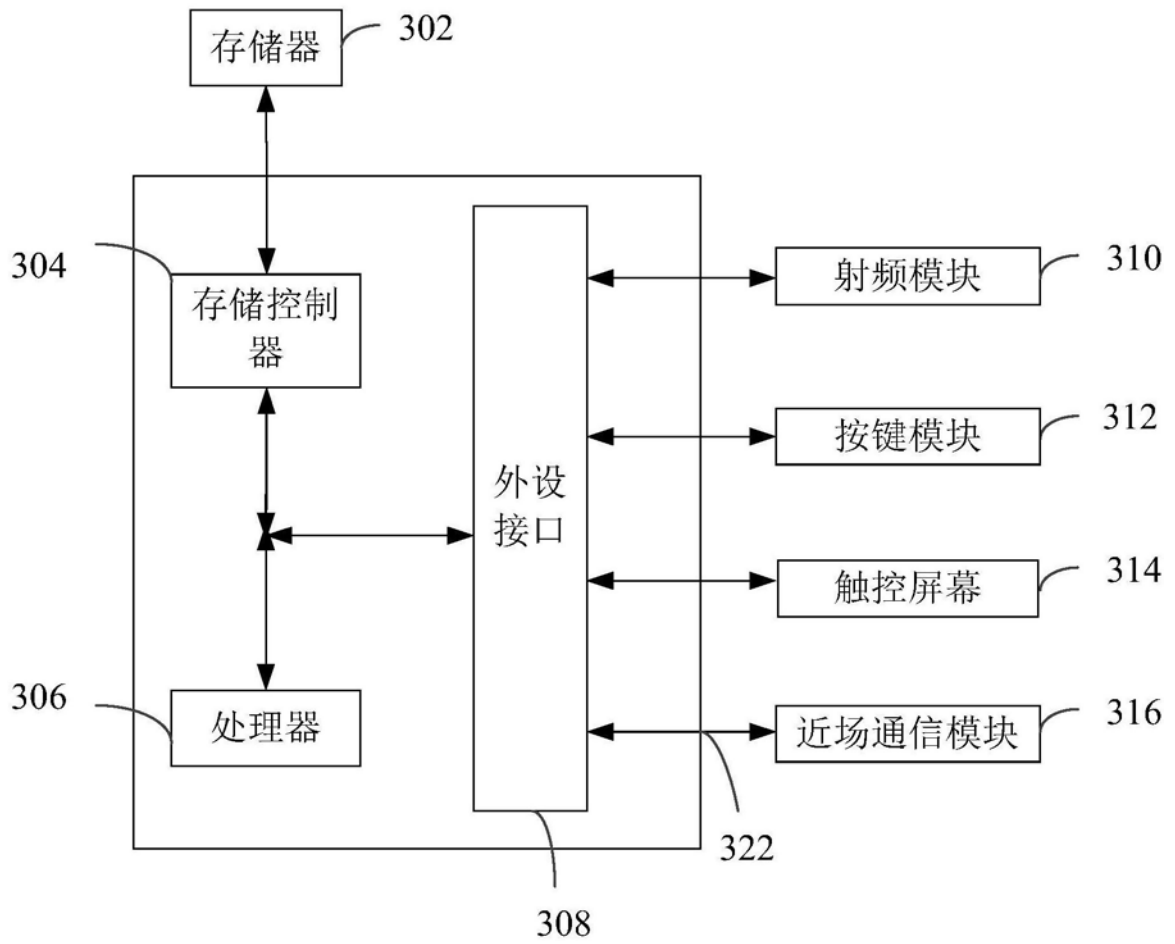 存储器
302
304
存储控制
器
外设
接口
射频模块
310
按键模块
312
触控屏幕
314
306
处理器
近场通信模块
316
322
308